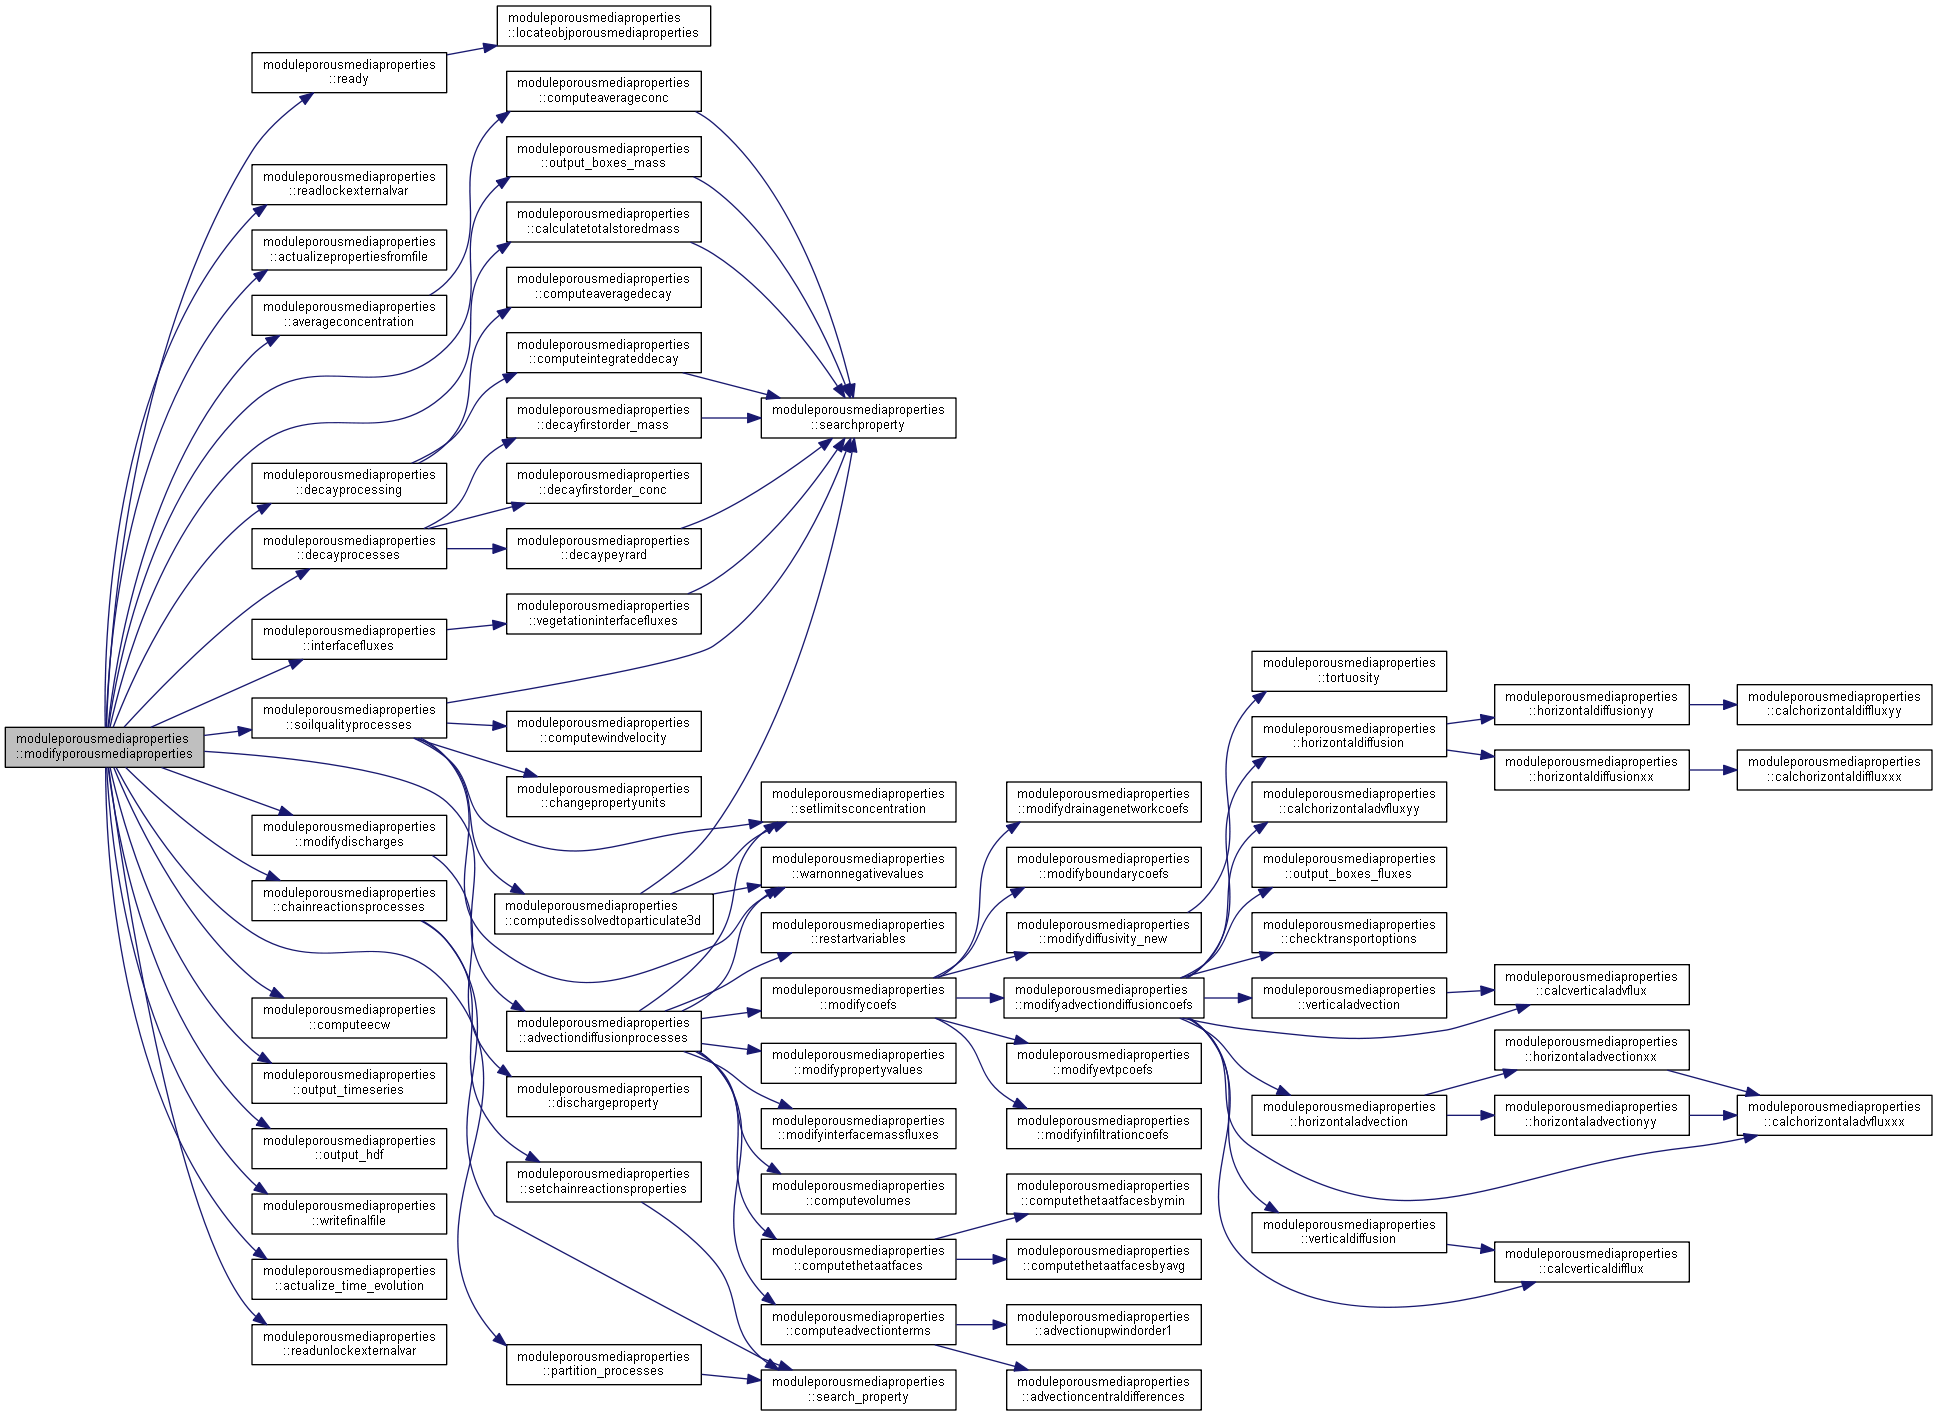 moduleporousmediaproperties
::modifyporousmediaproperties
moduleporousmediaproperties
::ready
moduleporousmediaproperties
::readlockexternalvar
moduleporousmediaproperties
::actualizepropertiesfromfile
moduleporousmediaproperties
::averageconcentration
moduleporousmediaproperties
::decayprocessing
moduleporousmediaproperties
::decayprocesses
moduleporousmediaproperties
::interfacefluxes
moduleporousmediaproperties
::soilqualityprocesses
moduleporousmediaproperties
::modifydischarges
moduleporousmediaproperties
::chainreactionsprocesses
moduleporousmediaproperties
::computeecw
moduleporousmediaproperties
::output_timeseries
moduleporousmediaproperties
::output_hdf
moduleporousmediaproperties
::writefinalfile
moduleporousmediaproperties
::actualize_time_evolution
moduleporousmediaproperties
::readunlockexternalvar
moduleporousmediaproperties
::locateobjporousmediaproperties
moduleporousmediaproperties
::computeaverageconc
moduleporousmediaproperties
::output_boxes_mass
moduleporousmediaproperties
::calculatetotalstoredmass
moduleporousmediaproperties
::computeaveragedecay
moduleporousmediaproperties
::computeintegrateddecay
moduleporousmediaproperties
::decayfirstorder_mass
moduleporousmediaproperties
::decayfirstorder_conc
moduleporousmediaproperties
::decaypeyrard
moduleporousmediaproperties
::vegetationinterfacefluxes
moduleporousmediaproperties
::computewindvelocity
moduleporousmediaproperties
::changepropertyunits
moduleporousmediaproperties
::computedissolvedtoparticulate3d
moduleporousmediaproperties
::advectiondiffusionprocesses
moduleporousmediaproperties
::dischargeproperty
moduleporousmediaproperties
::setchainreactionsproperties
moduleporousmediaproperties
::partition_processes
moduleporousmediaproperties
::searchproperty
moduleporousmediaproperties
::setlimitsconcentration
moduleporousmediaproperties
::warnonnegativevalues
moduleporousmediaproperties
::restartvariables
moduleporousmediaproperties
::modifycoefs
moduleporousmediaproperties
::modifypropertyvalues
moduleporousmediaproperties
::modifyinterfacemassfluxes
moduleporousmediaproperties
::computevolumes
moduleporousmediaproperties
::computethetaatfaces
moduleporousmediaproperties
::computeadvectionterms
moduleporousmediaproperties
::search_property
moduleporousmediaproperties
::modifydrainagenetworkcoefs
moduleporousmediaproperties
::modifyboundarycoefs
moduleporousmediaproperties
::modifydiffusivity_new
moduleporousmediaproperties
::modifyadvectiondiffusioncoefs
moduleporousmediaproperties
::modifyevtpcoefs
moduleporousmediaproperties
::modifyinfiltrationcoefs
moduleporousmediaproperties
::computethetaatfacesbymin
moduleporousmediaproperties
::computethetaatfacesbyavg
moduleporousmediaproperties
::advectionupwindorder1
moduleporousmediaproperties
::advectioncentraldifferences
moduleporousmediaproperties
::tortuosity
moduleporousmediaproperties
::horizontaldiffusion
moduleporousmediaproperties
::calchorizontaladvfluxyy
moduleporousmediaproperties
::output_boxes_fluxes
moduleporousmediaproperties
::checktransportoptions
moduleporousmediaproperties
::verticaladvection
moduleporousmediaproperties
::horizontaladvection
moduleporousmediaproperties
::verticaldiffusion
moduleporousmediaproperties
::horizontaldiffusionyy
moduleporousmediaproperties
::horizontaldiffusionxx
moduleporousmediaproperties
::calcverticaladvflux
moduleporousmediaproperties
::horizontaladvectionxx
moduleporousmediaproperties
::horizontaladvectionyy
moduleporousmediaproperties
::calcverticaldifflux
moduleporousmediaproperties
::calchorizontaldiffluxyy
moduleporousmediaproperties
::calchorizontaldiffluxxx
moduleporousmediaproperties
::calchorizontaladvfluxxx